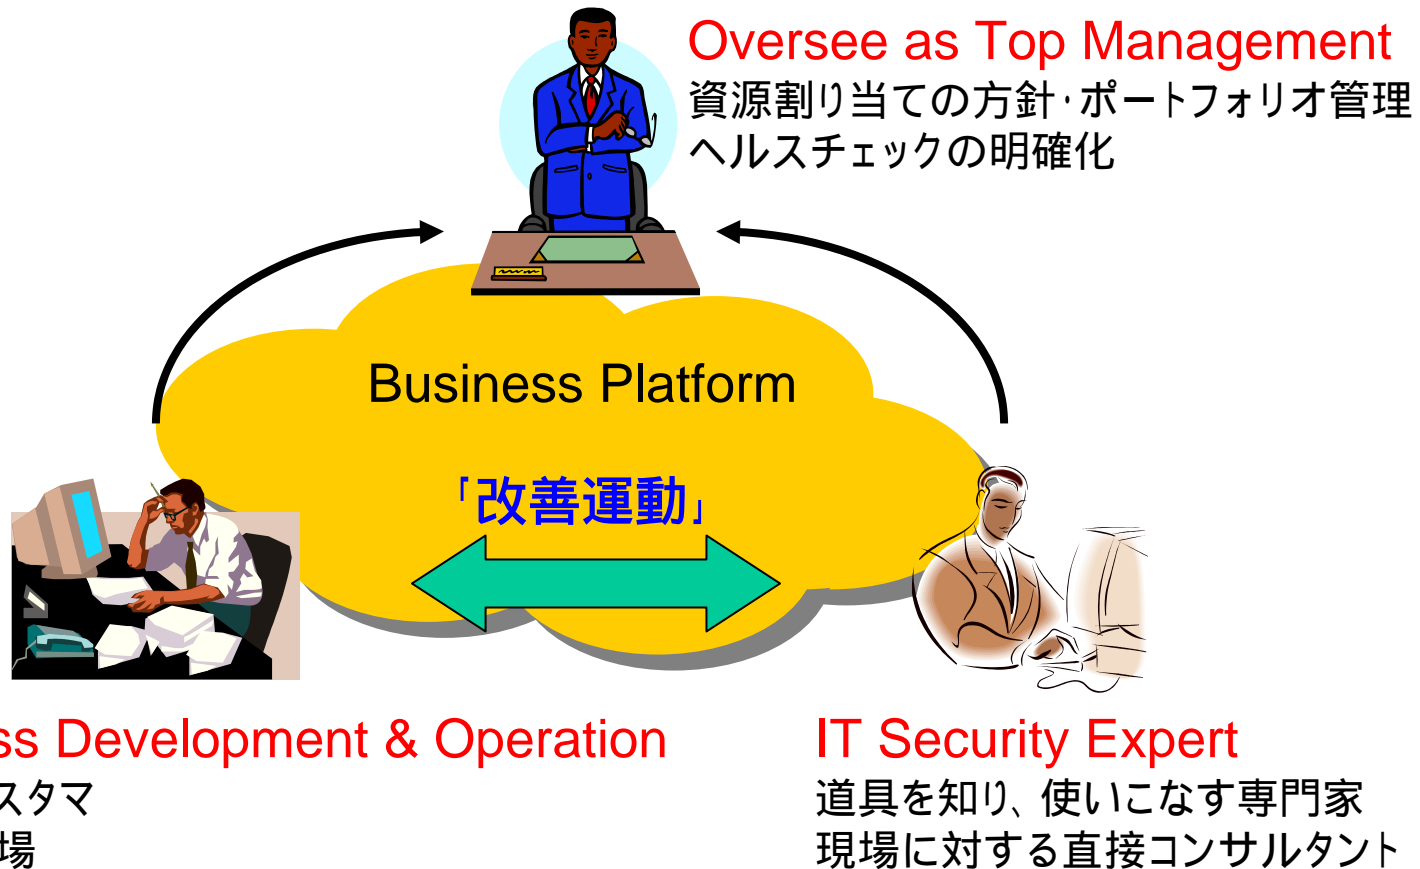 Oversee as Top Management
資源割り当ての方針・ポートフォリオ管理
ヘルスチェックの明確化
Business Platform
「改善運動」
ss Development & Operation
スタマ
場
IT Security Expert
道具を知り、使いこなす専門家
現場に対する直接コンサルタント